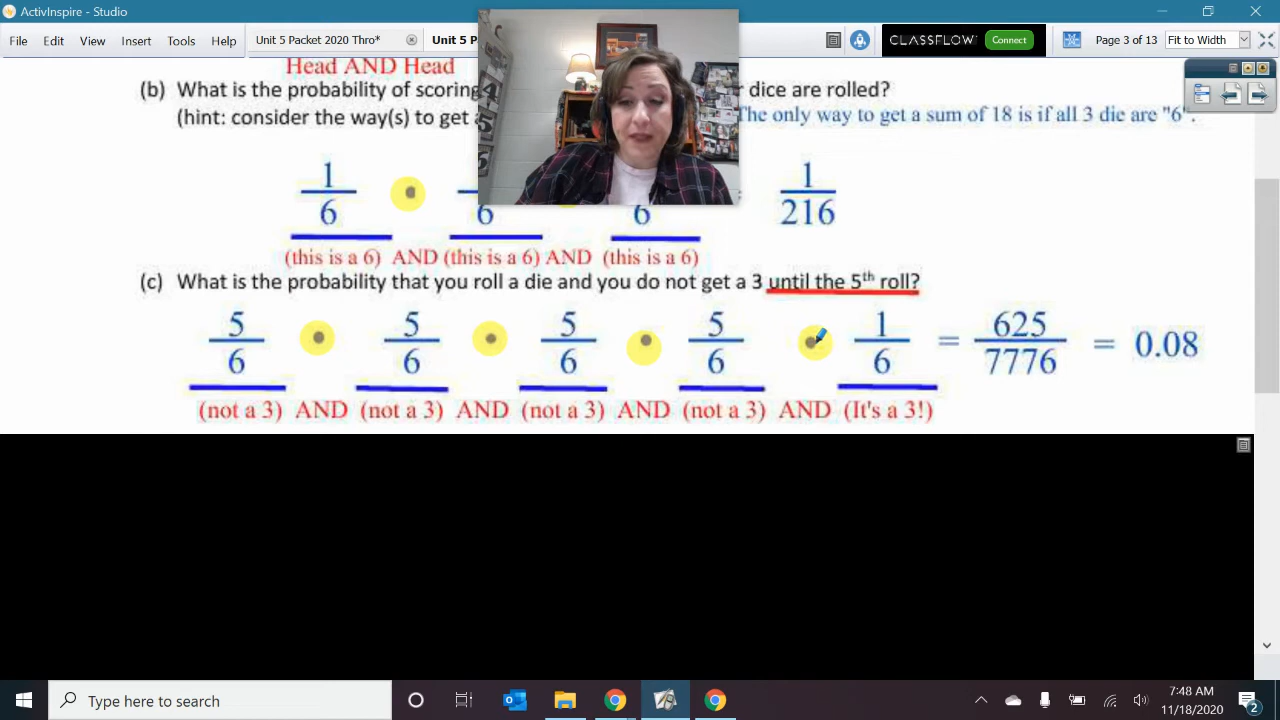 ActivInspire - Studio
File Edit View Insert Tools Help Unit 5 Packet 2020 Thro* Unit 5 P CLASSFLOW Connect Page 3 of 13 Fit to Width
Head AND Head
(b) What is the probability of scoring dice are rolled?
(hint: consider the way(s) to get The only way to get a sum of 18 is if all 3 die are "6".
1 1
6 6 6 216
(this is a 6) AND (this is a 6) AND (this is a 6)
(c) What is the probability that you roll a die and you do not get a 3 until the 5th roll?
5 5 5 5 1 625
= = 0.08
6 6 6 6 6 7776
(not a 3) AND (not a 3) AND (not a 3) AND (not a 3) AND (It's a 3!)
Type here to search
7:48 AM
11/18/2020
2